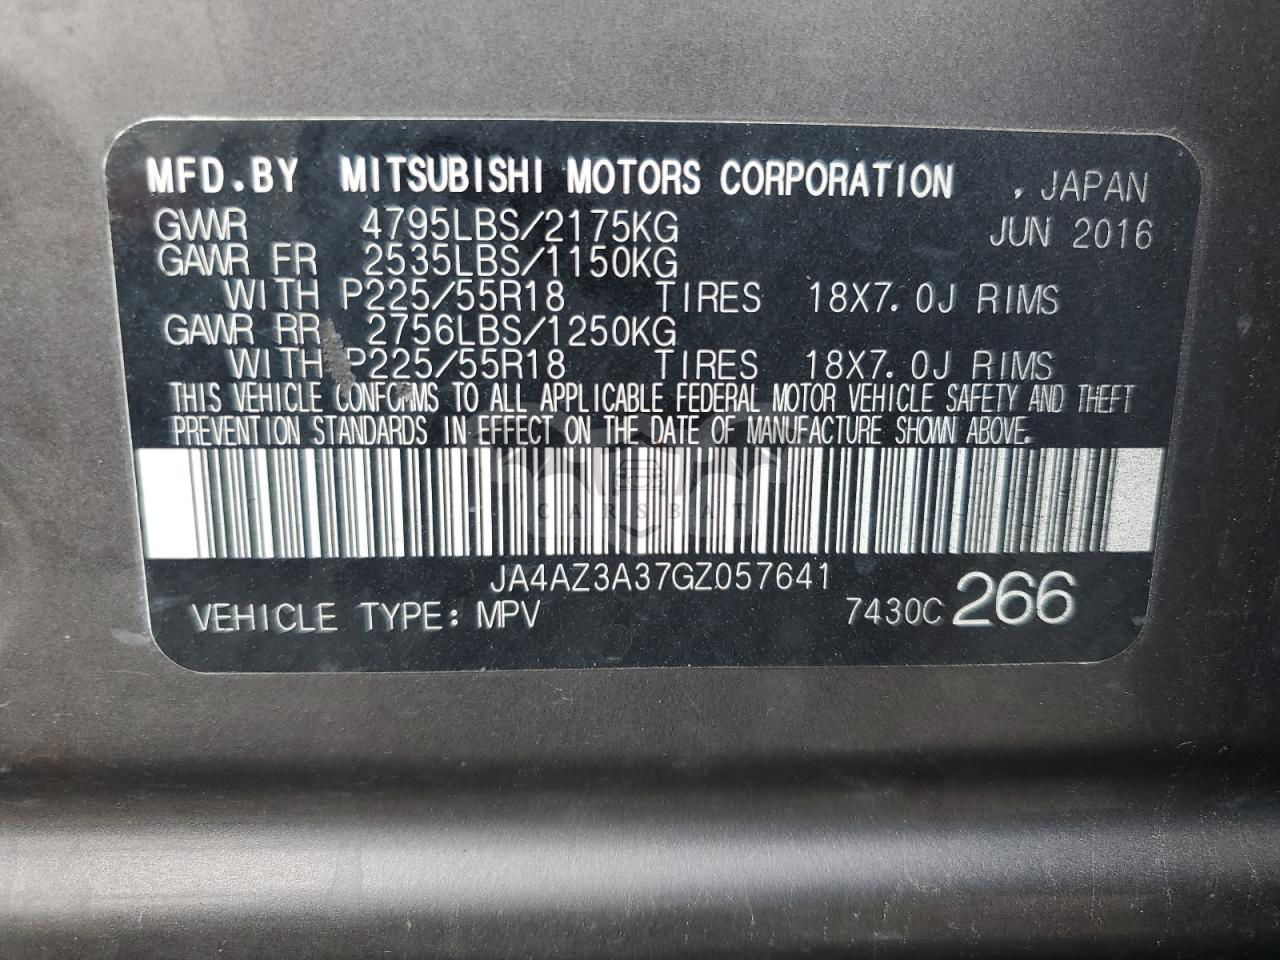 MFD.BY MITSUBISHI MOTORS CORPORATION , JAPAN
GVWR 4795LBS/2175KG JUN 2016
GAWR FR 2535LBS/1150KG
WITH P225/55R18 TIRES 18X7.0J RIMS
GAWR RR 2756LBS/1250KG
WITH P225/55R18 TIRES 18X7.0J RIMS
THIS VEHICLE CONFORMS TO ALL APPLICABLE FEDERAL MOTOR VEHICLE SAFETY AND THEFT
PREVENTION STANDARDS IN EFFECT ON THE DATE OF MANUFACTURE SHOWN ABOVE.
CARSBAT
JA4AZ3A37GZ057641
VEHICLE TYPE: MPV 7430C 266